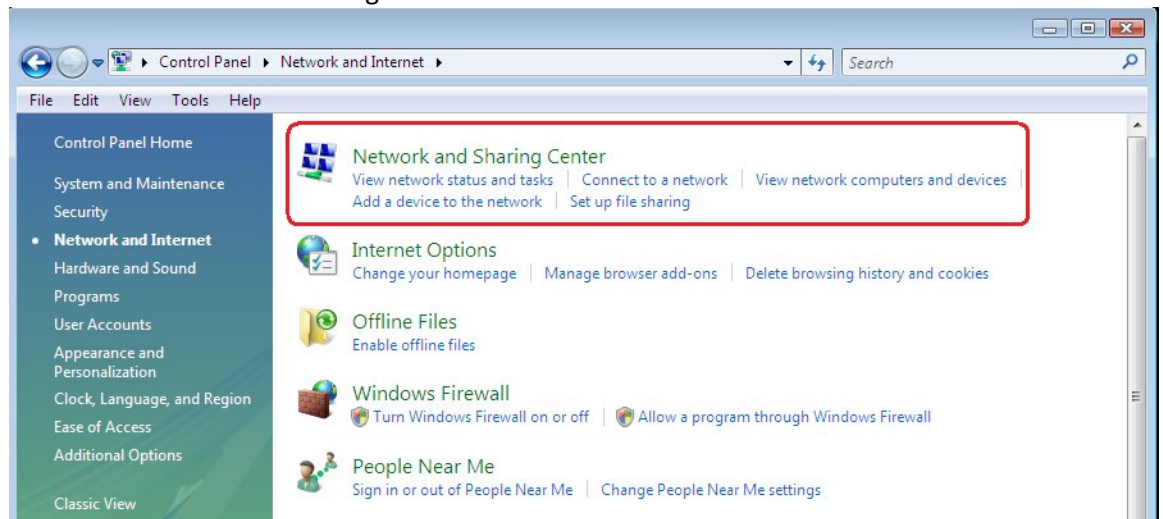 Control Panel Network and Internet
Search
File Edit View Tools Help
Control Panel Home
System and Maintenance
Security
Network and Internet
Hardware and Sound
Programs
User Accounts
Appearance and
Personalization
Clock, Language, and Region
Ease of Access
Additional Options
Classic View
Network and Sharing Center
View network status and tasks Connect to a network View network computers and devices
Add a device to the network Set up file sharing
Internet Options
Change your homepage Manage browser add-ons Delete browsing history and cookies
Offline Files
Enable offline files
Windows Firewall
Turn Windows Firewall on or off Allow a program through Windows Firewall
People Near Me
Sign in or out of People Near Me Change People Near Me settings